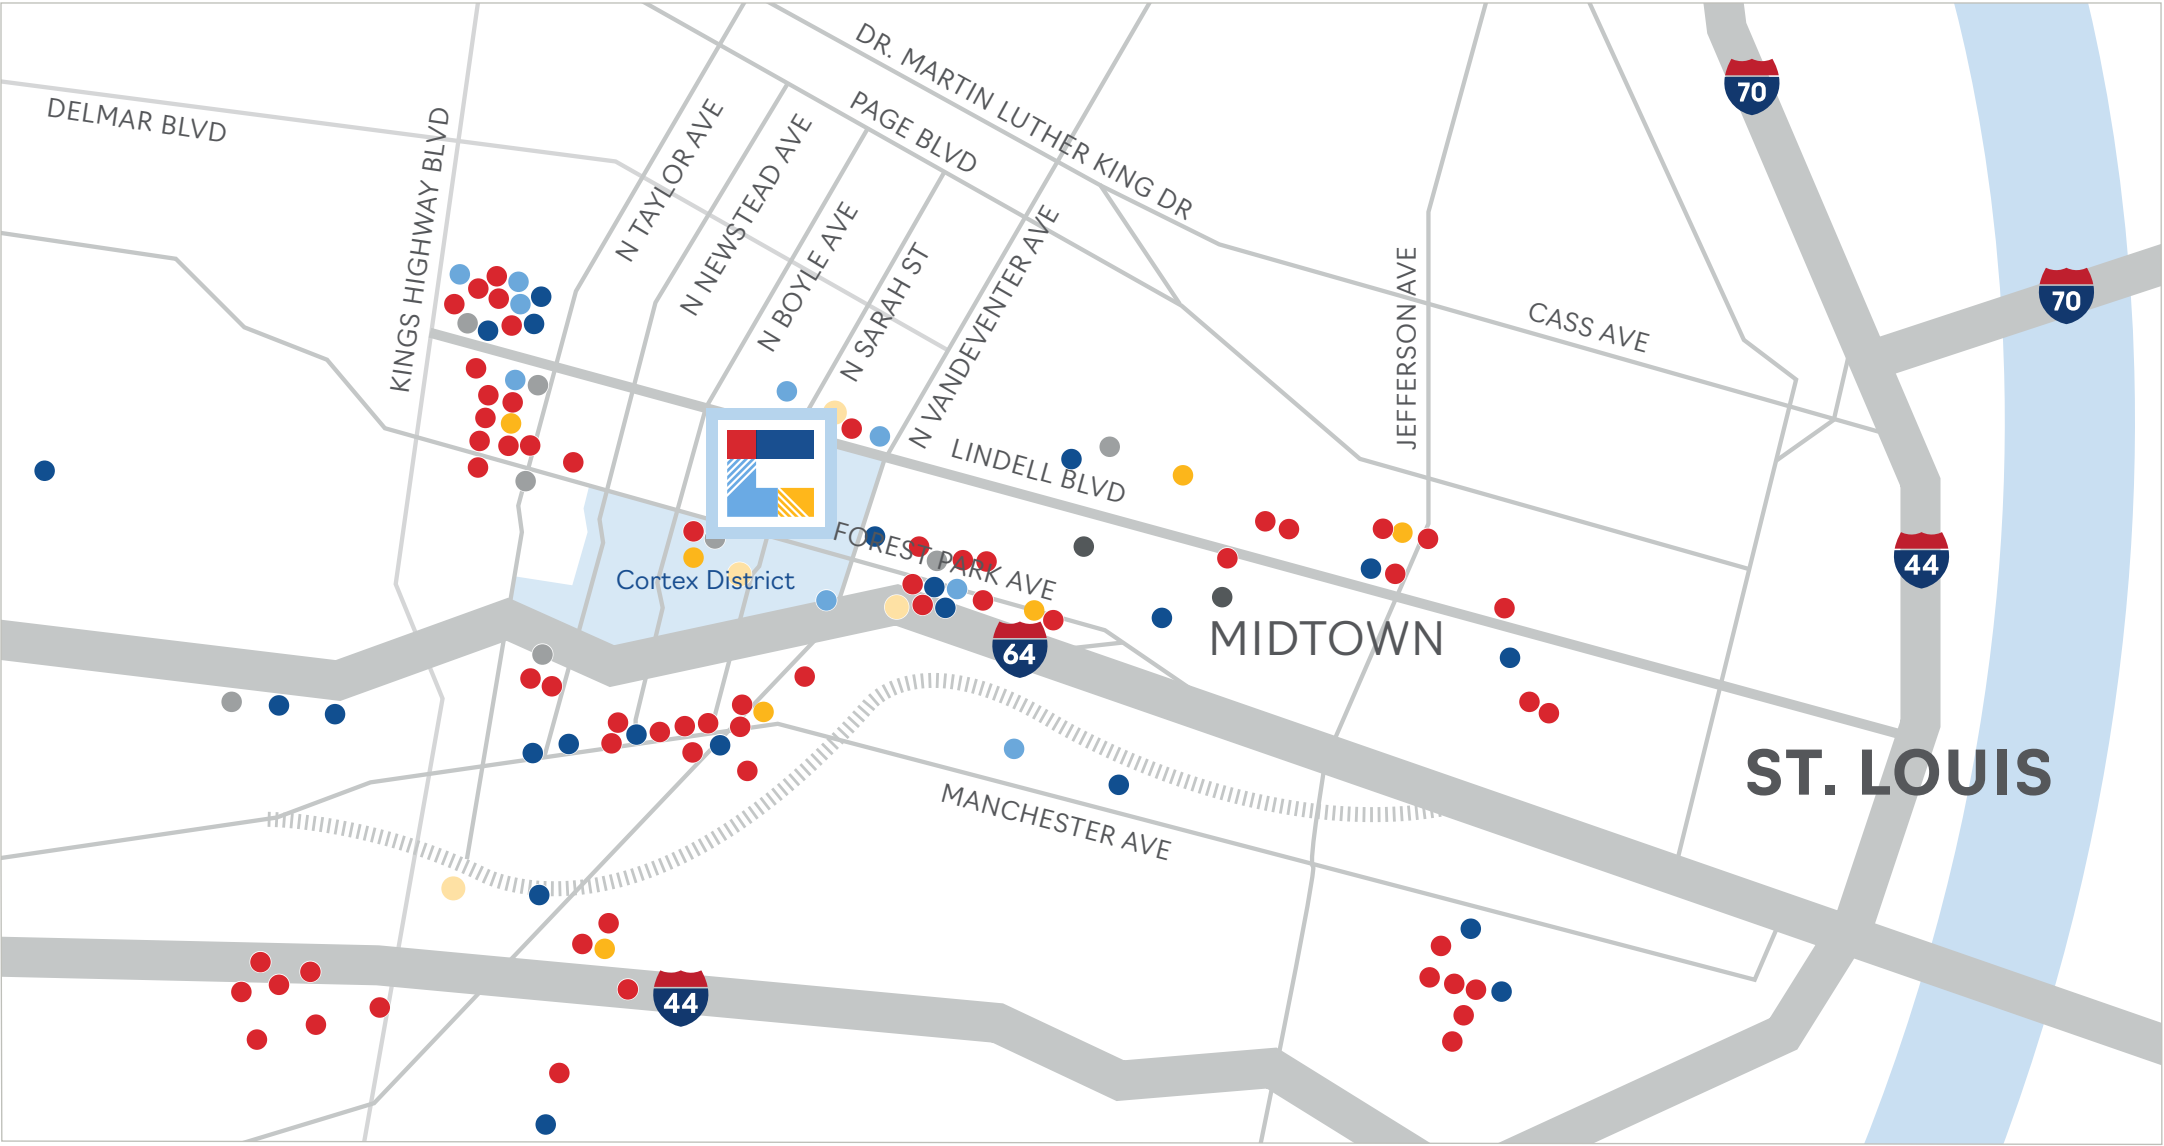 DR. MARTIN LUTHER KING DR
70
PAGE BLVD
DELMAR BLVD
KINGS HIGHWAY BLVD
N TAYLOR AVE
N NEWSTEAD AVE
N BOYLE AVE
N SARAH ST
N VANDEVENTER AVE
JEFFERSON AVE
CASS AVE
70
LINDELL BLVD
FOREST PARK AVE
44
Cortex District
64
MIDTOWN
ST. LOUIS
MANCHESTER AVE
44